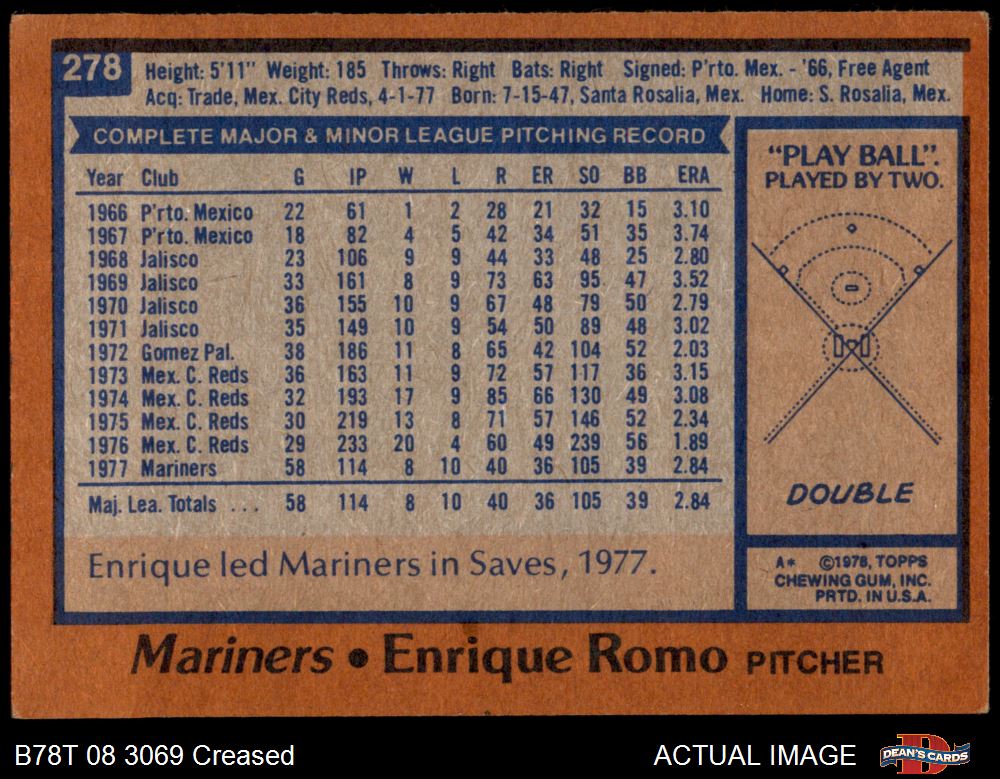 278
Height: 5'11" Weight: 185 Throws: Right Bats: Right Signed: P'rto. Mex. - '66, Free Agent
Acq: Trade, Mex. City Reds, 4-1-77 Born: 7-15-47, Santa Rosalia, Mex. Home: S. Rosalia, Mex.
COMPLETE MAJOR & MINOR LEAGUE PITCHING RECORD
Year Club G IP W L R ER SO BB ERA
1966 P'rto. Mexico 22 61 1 2 28 21 32 15 3.10
1967 P'rto. Mexico 18 82 4 5 42 34 51 35 3.74
1968 Jalisco 23 106 9 9 44 33 48 25 2.80
1969 Jalisco 33 161 8 9 73 63 95 47 3.52
1970 Jalisco 36 155 10 9 67 48 79 50 2.79
1971 Jalisco 35 149 10 9 54 50 89 48 3.02
1972 Gomez Pal. 38 186 11 8 65 42 104 52 2.03
1973 Mex. C. Reds 36 163 11 9 72 57 117 36 3.15
1974 Mex. C. Reds 32 193 17 9 85 66 130 49 3.08
1975 Mex. C. Reds 30 219 13 8 71 57 146 52 2.34
1976 Mex. C. Reds 29 233 20 4 60 49 239 56 1.89
1977 Mariners 58 114 8 10 40 36 105 39 2.84
Maj. Lea. Totals ... 58 114 8 10 40 36 105 39 2.84
Enrique led Mariners in Saves, 1977.
"PLAY BALL".
PLAYED BY TWO.
DOUBLE
A* ©1978, TOPPS
CHEWING GUM, INC.
PRTD. IN U.S.A.
Mariners • Enrique Romo PITCHER
B78T 08 3069 Creased
ACTUAL IMAGE
DEAN'S CARDS